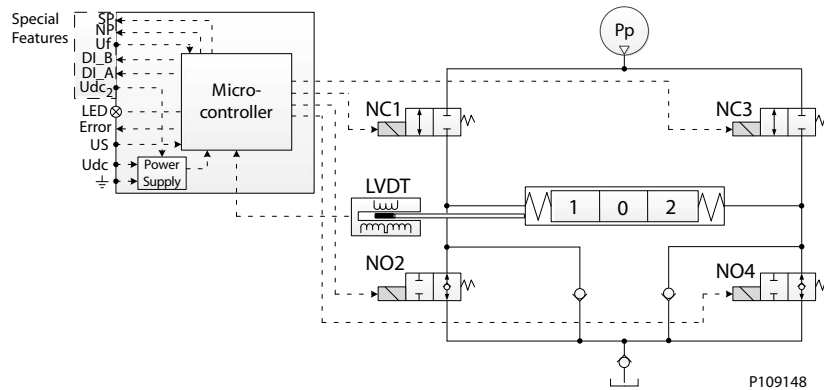 Special
Features
SP
NP
Uf
DI_B
DI_A
Udc2
LED
Error
US
Udc
Micro-
controller
Power
Supply
Pp
NC1
NC3
LVDT
1 0 2
NO2
NO4
P109148